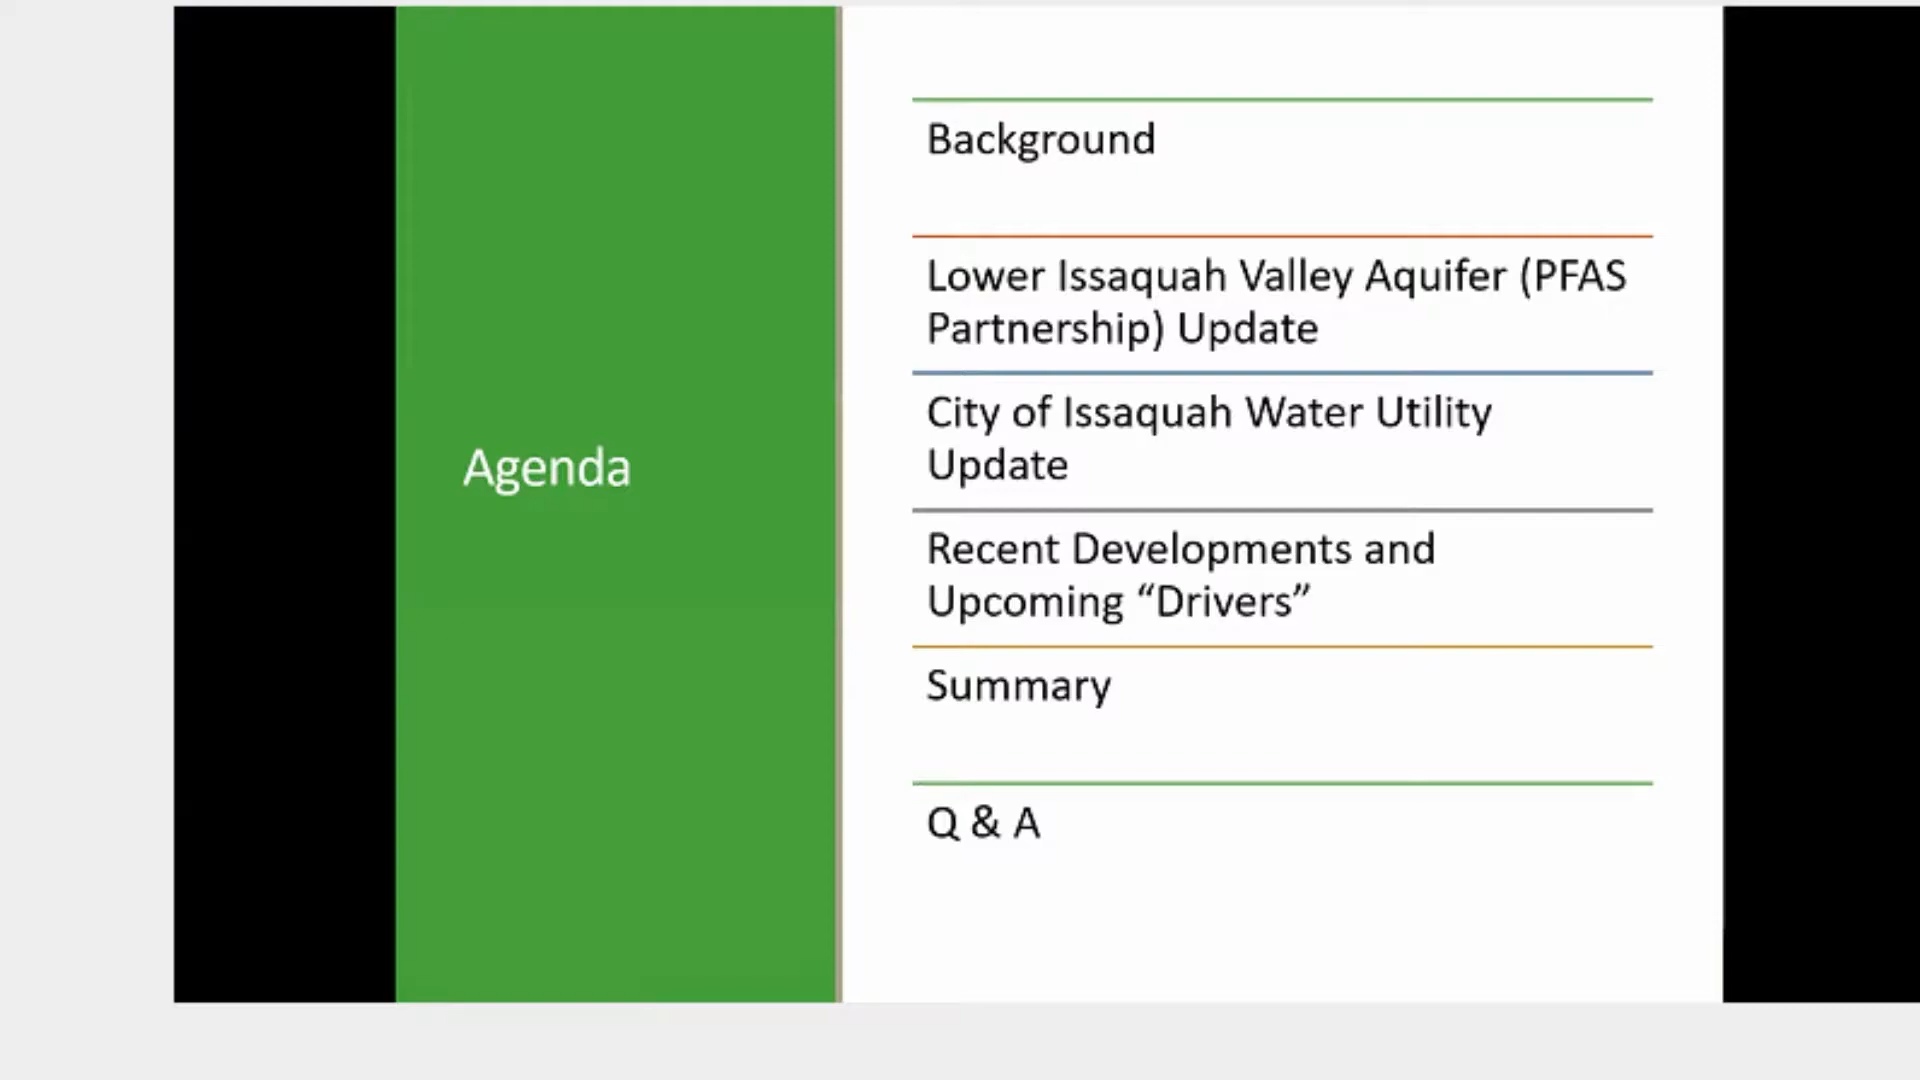 Agenda
Background
Lower Issaquah Valley Aquifer (PFAS
Partnership) Update
City of Issaquah Water Utility
Update
Recent Developments and
Upcoming “Drivers”
Summary
Q & A